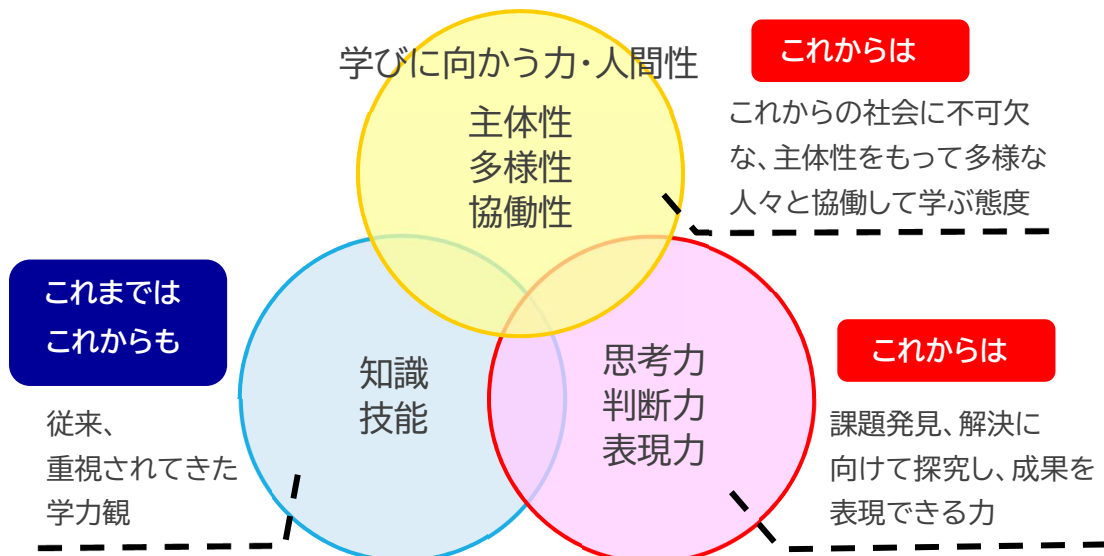 学びに向かう力・人間性
主体性
多様性
協働性
これからは
これからの社会に不可欠
な、主体性をもって多様な
人々と協働して学ぶ態度
これまでは
これからも
従来、
重視されてきた
学力観
知識
技能
思考力
判断力
表現力
これからは
課題発見、解決に
向けて探究し、成果を
表現できる力